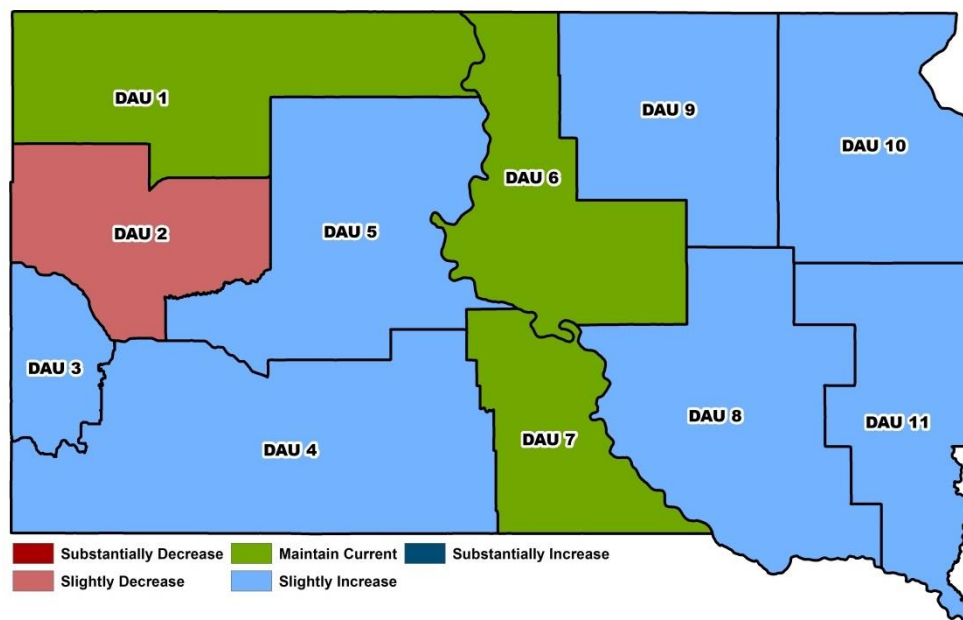 DAU 1
DAU 9
DAU 10
DAU 6
DAU 2
DAU 5
DAU 3
DAU 8
DAU 11
DAU 7
DAU 4
Substantially Decrease
Maintain Current
Substantially Increase
Slightly Decrease
Slightly Increase